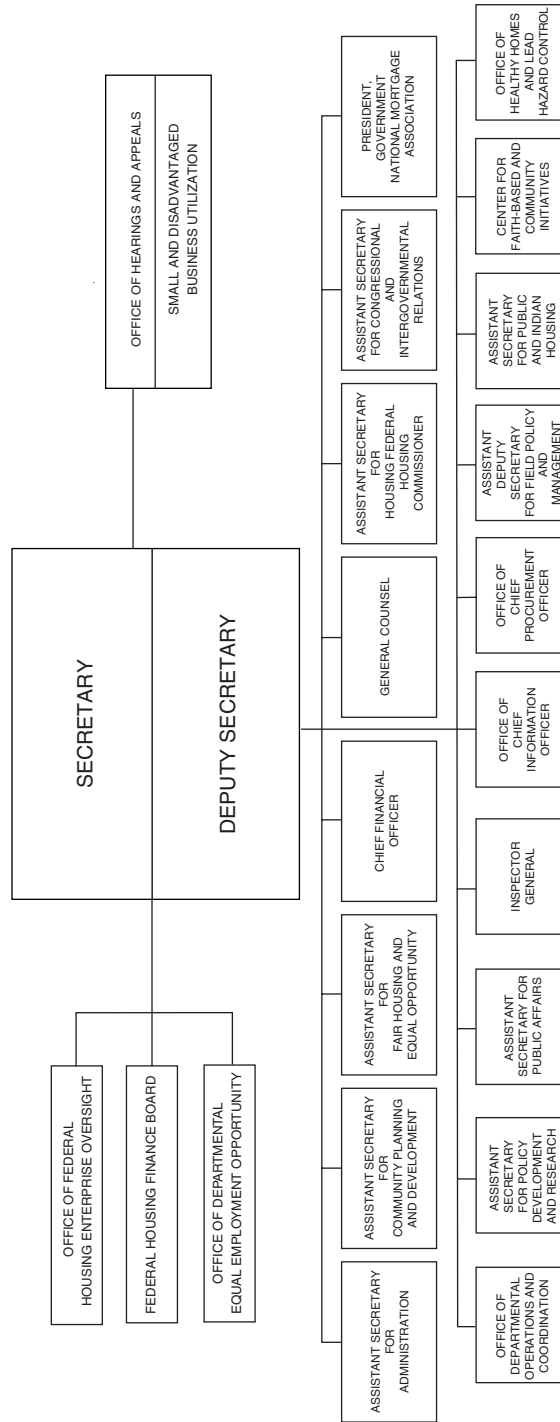 SECRETARY
DEPUTY SECRETARY
OFFICE OF FEDERAL
HOUSING ENTERPRISE OVERSIGHT
FEDERAL HOUSING FINANCE BOARD
OFFICE OF DEPARTMENTAL
EQUAL EMPLOYMENT OPPORTUNITY
OFFICE OF HEARINGS AND APPEALS
SMALL AND DISADVANTAGED
BUSINESS UTILIZATION
ASSISTANT SECRETARY
FOR
ADMINISTRATION
ASSISTANT SECRETARY
FOR
COMMUNITY PLANNING
AND DEVELOPMENT
ASSISTANT SECRETARY
FOR
FAIR HOUSING AND
EQUAL OPPORTUNITY
CHIEF FINANCIAL
OFFICER
GENERAL COUNSEL
ASSISTANT SECRETARY
FOR
HOUSING FEDERAL
HOUSING
COMMISSIONER
ASSISTANT SECRETARY
FOR CONGRESSIONAL
AND
INTERGOVERNMENTAL
RELATIONS
PRESIDENT,
GOVERNMENT
NATIONAL MORTGAGE
ASSOCIATION
OFFICE OF
DEPARTMENTAL
OPERATIONS AND
COORDINATION
ASSISTANT
SECRETARY
FOR POLICY
DEVELOPMENT
AND RESEARCH
ASSISTANT
SECRETARY FOR
PUBLIC AFFAIRS
INSPECTOR
GENERAL
OFFICE OF
CHIEF
INFORMATION
OFFICER
OFFICE OF
CHIEF
PROCUREMENT
OFFICER
ASSISTANT
DEPUTY
SECRETARY
FOR FIELD POLICY
AND
MANAGEMENT
ASSISTANT
SECRETARY
FOR PUBLIC
AND INDIAN
HOUSING
CENTER FOR
FAITH-BASED AND
COMMUNITY
INITIATIVES
OFFICE OF
HEALTHY HOMES
AND LEAD
HAZARD CONTROL